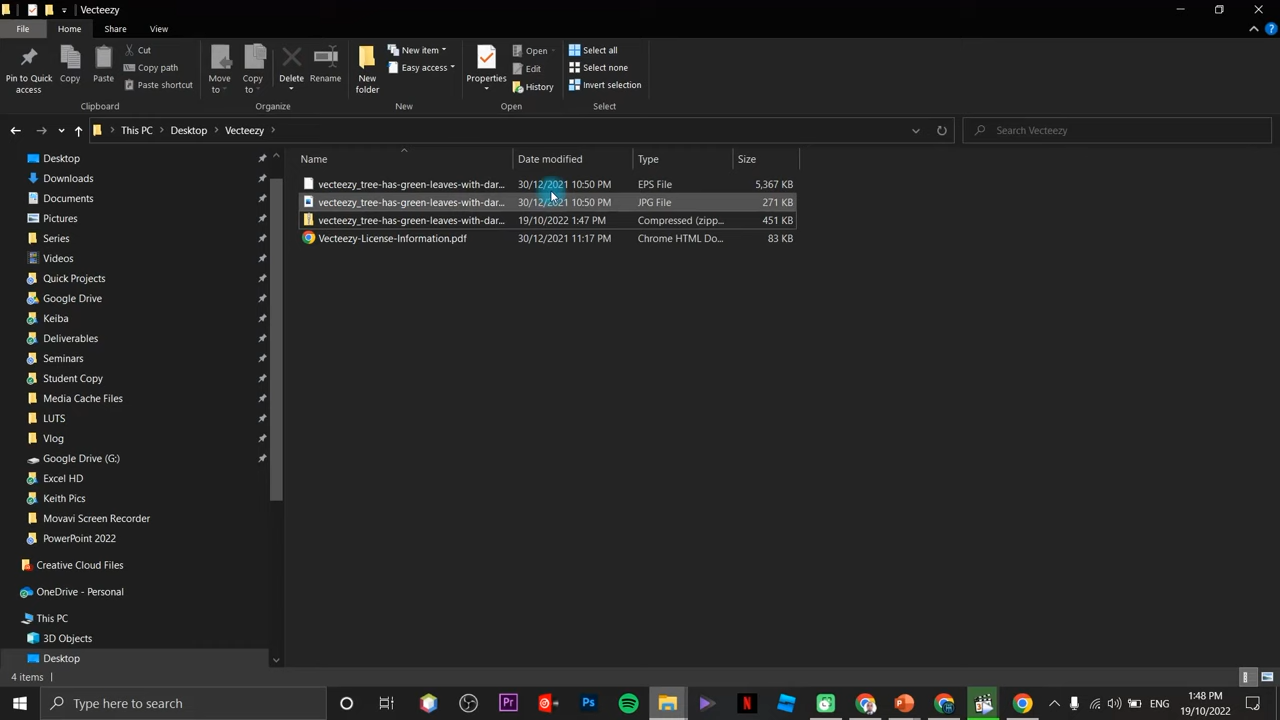 Vecteezy
File Home Share View
Pin to Quick access
Copy
Paste
Cut
Copy path
Paste shortcut
Clipboard
Move to
Copy to
Delete
Rename
Organize
New folder
New item
Easy access
New
Properties
Open
Edit
History
Open
Select all
Select none
Invert selection
Select
This PC > Desktop > Vecteezy >
Search Vecteezy
Name Date modified Type Size
vecteezy_tree-has-green-leaves-with-dar... 30/12/2021 10:50 PM EPS File 5,367 KB
vecteezy_tree-has-green-leaves-with-dar... 30/12/2021 10:50 PM JPG File 271 KB
vecteezy_tree-has-green-leaves-with-dar... 19/10/2022 1:47 PM Compressed (zipp... 451 KB
Vecteezy-License-Information.pdf 30/12/2021 11:17 PM Chrome HTML Do... 83 KB
Desktop
Downloads
Documents
Pictures
Series
Videos
Quick Projects
Google Drive
Keiba
Deliverables
Seminars
Student Copy
Media Cache Files
LUTS
Vlog
Google Drive (G:)
Excel HD
Keith Pics
Movavi Screen Recorder
PowerPoint 2022
Creative Cloud Files
OneDrive - Personal
This PC
3D Objects
Desktop
4 items
Type here to search
Pr
Ps
N
P
ENG
1:48 PM
19/10/2022